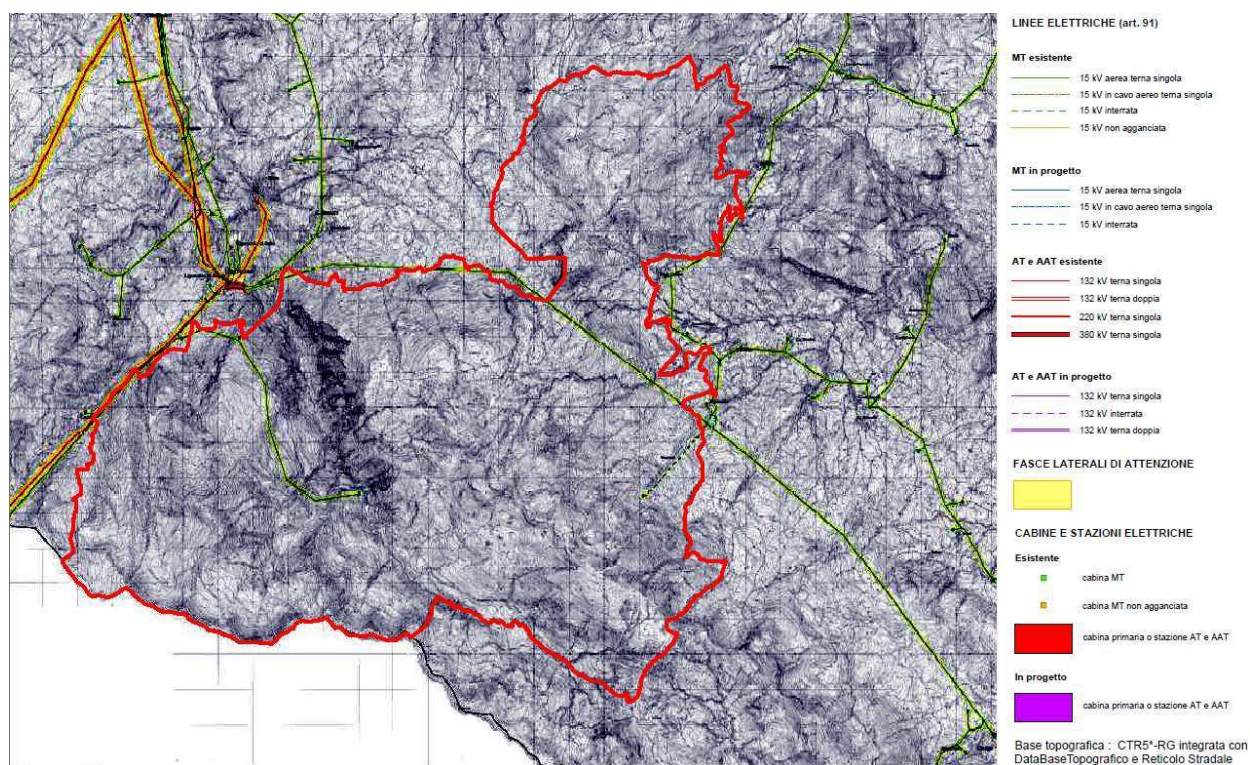 LINEE ELETTRICHE (art. 91)
MT esistente
15 kV aerea terna singola
15 kV in cavo aereo terna singola
15 kV interrata
15 kV non agganciata
MT in progetto
15 kV aerea terna singola
15 kV in cavo aereo terna singola
15 kV interrata
AT e AAT esistente
132 kV terna singola
132 kV terna doppia
220 kV terna singola
380 kV terna singola
AT e AAT in progetto
132 kV terna singola
132 kV interrata
132 kV terna doppia
FASCE LATERALI DI ATTENZIONE
CABINE E STAZIONI ELETTRICHE
Esistente
cabina MT
cabina MT non agganciata
cabina primaria o stazione AT e AAT
In progetto
cabina primaria o stazione AT e AAT
Base topografica : CTR5*-RG integrata con
DataBaseTopografico e Reticolo Stradale